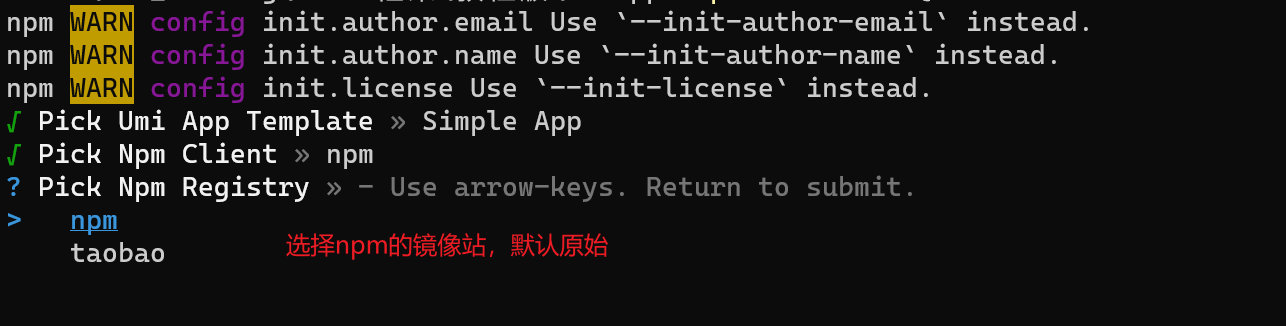 npm WARN config init.author.email Use `--init-author-email` instead.
npm WARN config init.author.name Use `--init-author-name` instead.
npm WARN config init.license Use `--init-license` instead.
√ Pick Umi App Template » Simple App
√ Pick Npm Client » npm
? Pick Npm Registry » - Use arrow-keys. Return to submit.
> npm
taobao
选择npm的镜像站，默认原始